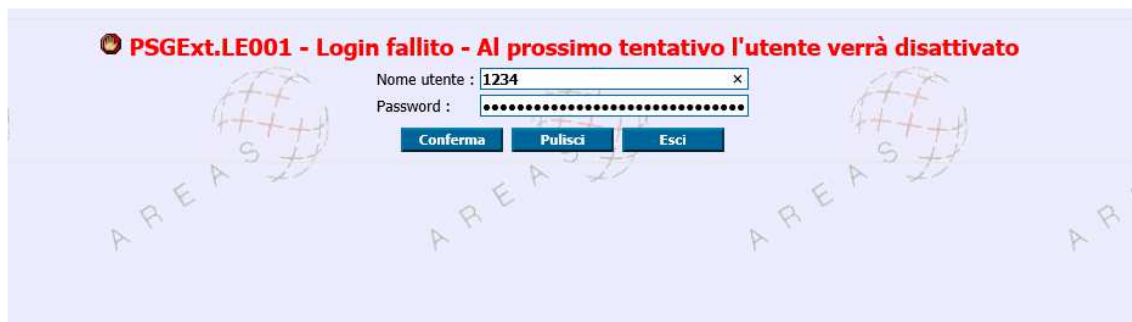 PSGExt.LE001 - Login fallito - Al prossimo tentativo l'utente verrà disattivato
Nome utente : 1234 ×
Password : ●●●●●●●●●●●●●●●●●●●●●●●●●●●●●●●
Conferma Pulisci Esci
AREAS AREAS AREAS AR